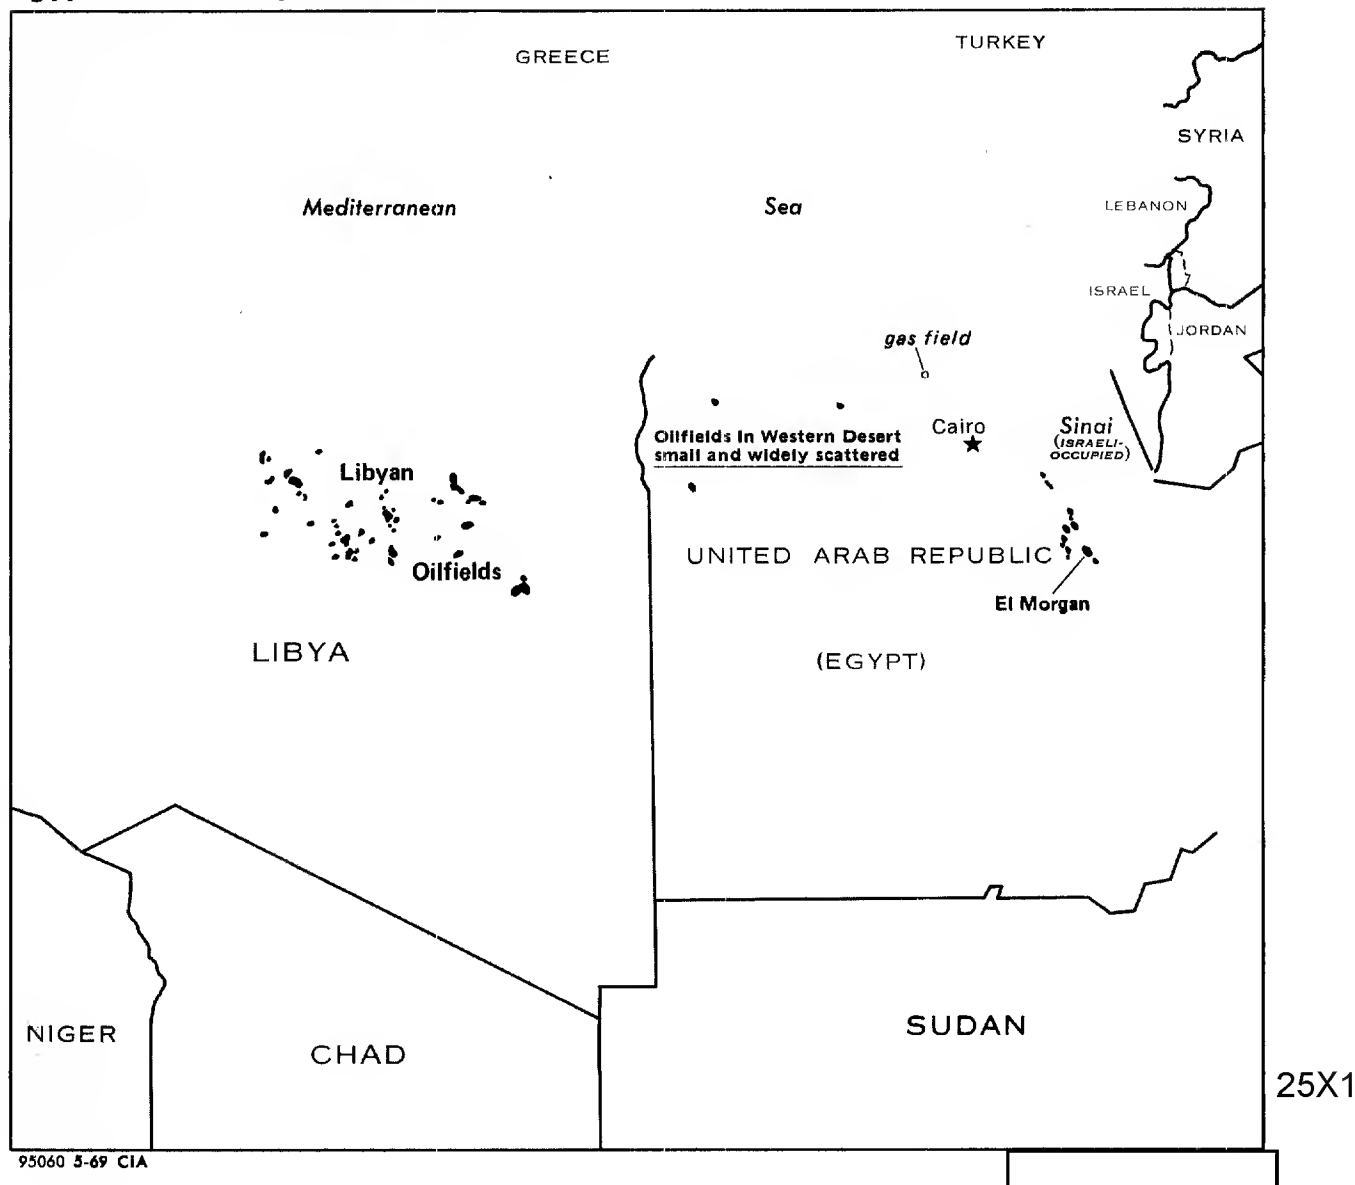 GREECE
TURKEY
SYRIA
Mediterranean
Sea
LEBANON
ISRAEL
JORDAN
gas field
Cairo
Sinai
(ISRAELI-
OCCUPIED)
Oilfields in Western Desert
small and widely scattered
Libyan
Oilfields
UNITED ARAB REPUBLIC
El Morgan
LIBYA
(EGYPT)
NIGER
CHAD
SUDAN
25X1
95060 5-69 CIA